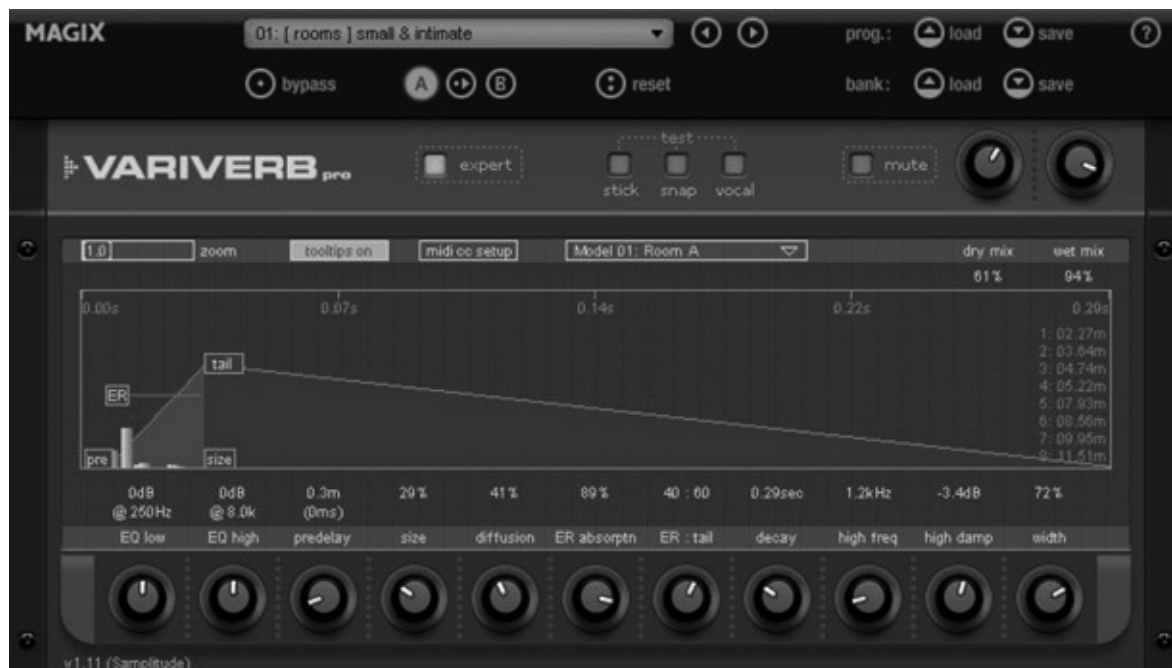 MAGIX 01: [ rooms ] small & intimate prog.: load save ?
bypass A B reset bank: load save
VARIVERB pro expert test mute
stick snap vocal
1.0 zoom tooltips on midi cc setup Model 01: Room A dry mix wet mix
61% 94%
0.00s 0.07s 0.14s 0.22s 0.29s
1: 02.27m
2: 03.64m
tail 3: 04.74m
4: 05.22m
ER 5: 07.93m
6: 08.56m
7: 09.95m
pre size 8: 11.51m
0dB 0dB 0.3m 29% 41% 89% 40 : 60 0.29sec 1.2kHz -3.4dB 72%
@ 250Hz @ 8.0k (0ms)
EQ low EQ high predelay size diffusion ER absorptn ER : tail decay high freq high damp width
v1.11 (Samplitude)